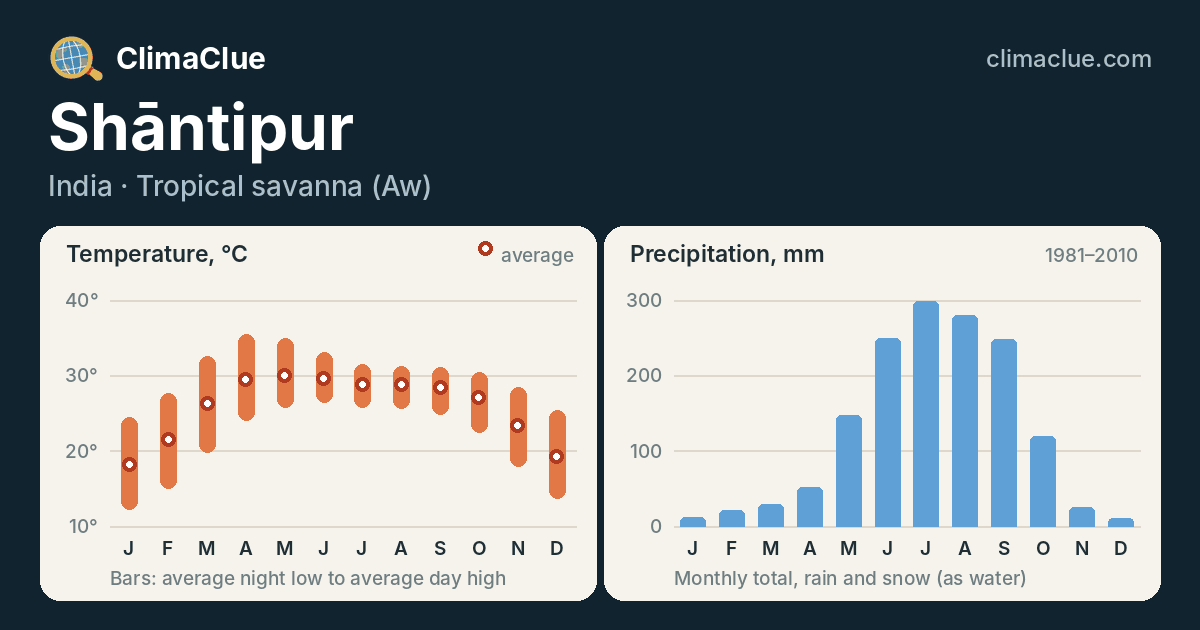 ClimaClue
climaclue.com
Shāntipur
India · Tropical savanna (Aw)
Temperature, °C
average
40°
30°
20°
10°
J F M A M J J A S O N D
Bars: average night low to average day high
Precipitation, mm
1981–2010
300
200
100
0
J F M A M J J A S O N D
Monthly total, rain and snow (as water)